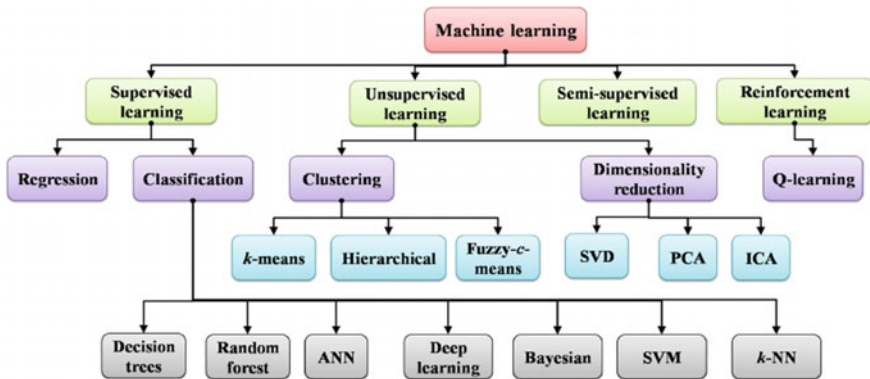 Machine learning
Supervised
learning
Unsupervised
learning
Semi-supervised
learning
Reinforcement
learning
Regression
Classification
Clustering
Dimensionality
reduction
Q-learning
k-means
Hierarchical
Fuzzy-c-
means
SVD
PCA
ICA
Decision
trees
Random
forest
ANN
Deep
learning
Bayesian
SVM
k-NN